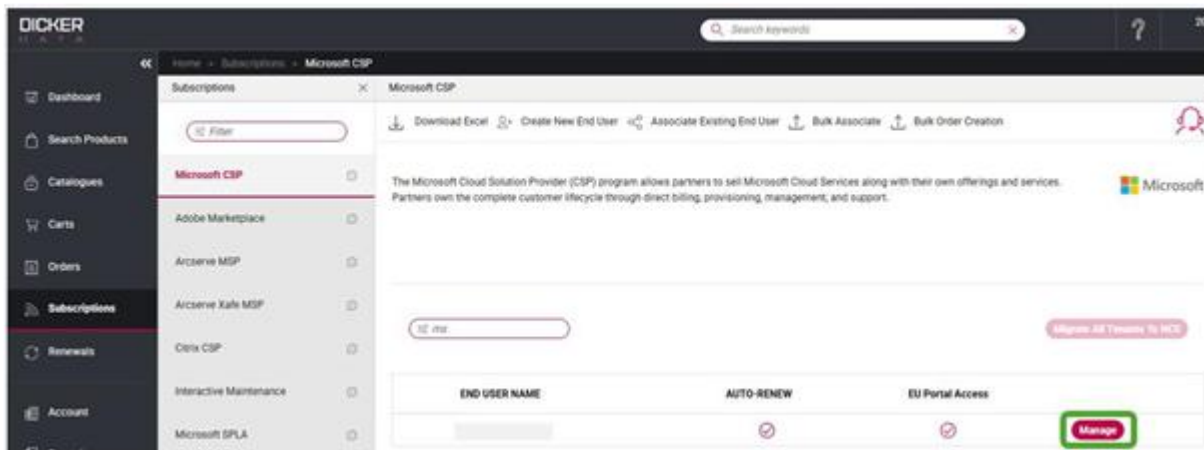 DICKER
DATA
Search keywords
?
Home > Subscriptions > Microsoft CSP
Dashboard
Search Products
Catalogues
Carts
Orders
Subscriptions
Renewals
Account
Subscriptions
Filter
Microsoft CSP
Adobe Marketplace
Arcserve MSP
Arcserve Xafe MSP
Citrix CSP
Interactive Maintenance
Microsoft SPLA
Microsoft CSP
Download Excel Create New End User Associate Existing End User Bulk Associate Bulk Order Creation
The Microsoft Cloud Solution Provider (CSP) program allows partners to sell Microsoft Cloud Services along with their own offerings and services.
Partners own the complete customer lifecycle through direct billing, provisioning, management, and support.
Microsoft
Migrate All Tenants To NCE
END USER NAME AUTO-RENEW EU Portal Access
Manage